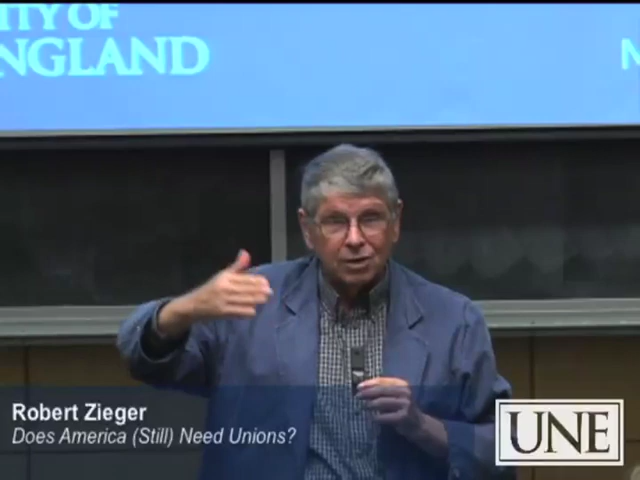 ITY OF
NGLAND
Robert Zieger
Does America (Still) Need Unions?
UNE